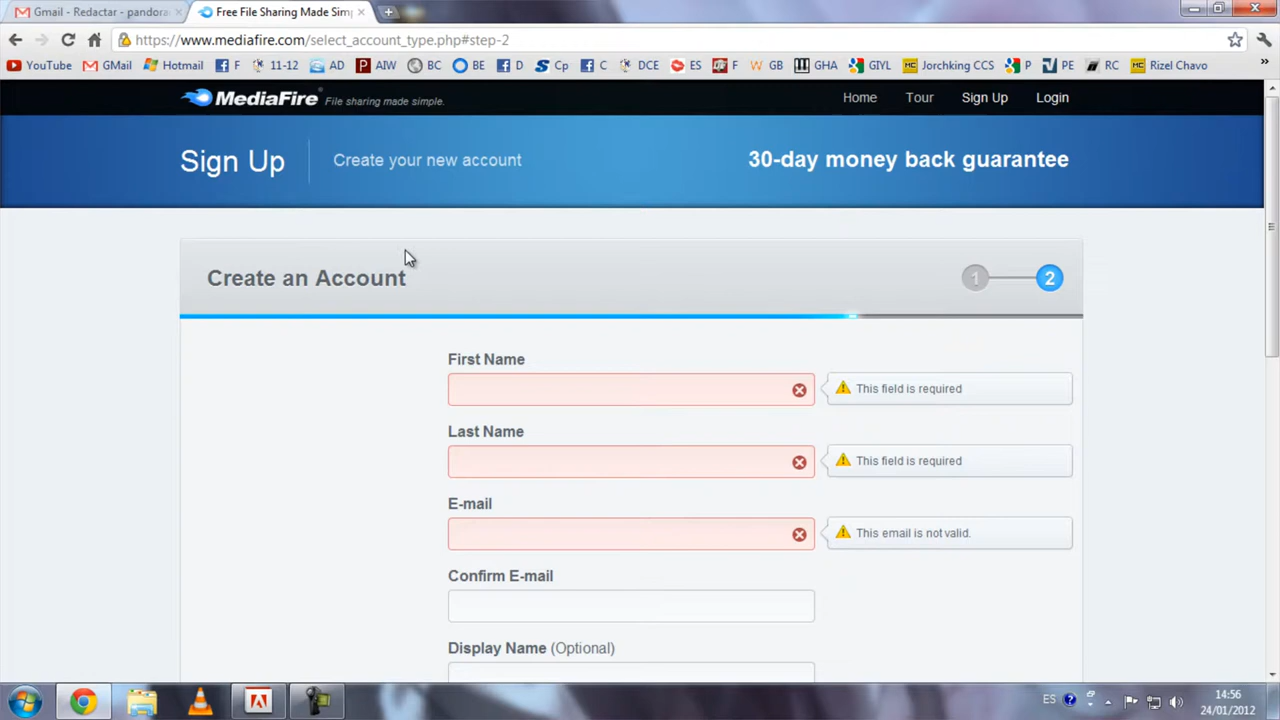 Gmail - Redactar - pandora
Free File Sharing Made Sim
https://www.mediafire.com/select_account_type.php#step-2
YouTube GMail Hotmail F 11-12 AD AIW BC BE D Cp C DCE ES F GB GHA GIYL Jorchking CCS P PE RC Rizel Chavo »
MediaFire File sharing made simple. Home Tour Sign Up Login
Sign Up Create your new account 30-day money back guarantee
Create an Account 1 2
First Name
This field is required
Last Name
This field is required
E-mail
This email is not valid.
Confirm E-mail
Display Name (Optional)
ES 14:56
24/01/2012